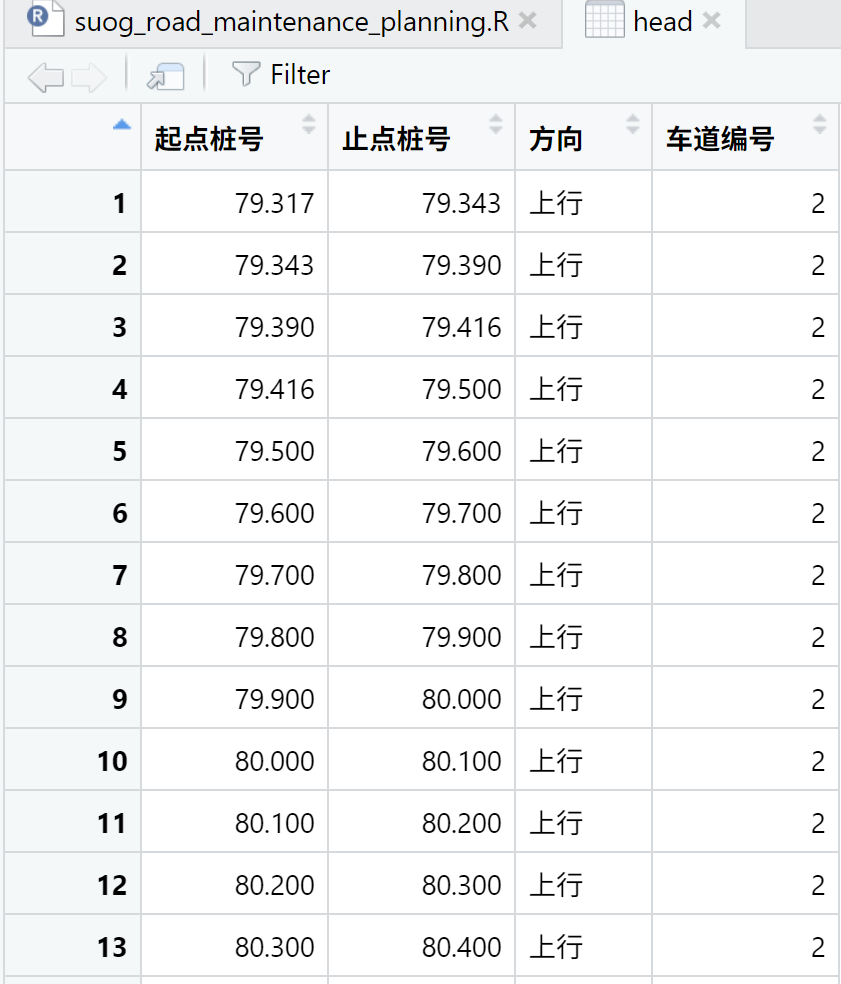 R suog_road_maintenance_planning.R head
Filter
起点桩号 止点桩号 方向 车道编号
1 79.317 79.343 上行 2
2 79.343 79.390 上行 2
3 79.390 79.416 上行 2
4 79.416 79.500 上行 2
5 79.500 79.600 上行 2
6 79.600 79.700 上行 2
7 79.700 79.800 上行 2
8 79.800 79.900 上行 2
9 79.900 80.000 上行 2
10 80.000 80.100 上行 2
11 80.100 80.200 上行 2
12 80.200 80.300 上行 2
13 80.300 80.400 上行 2